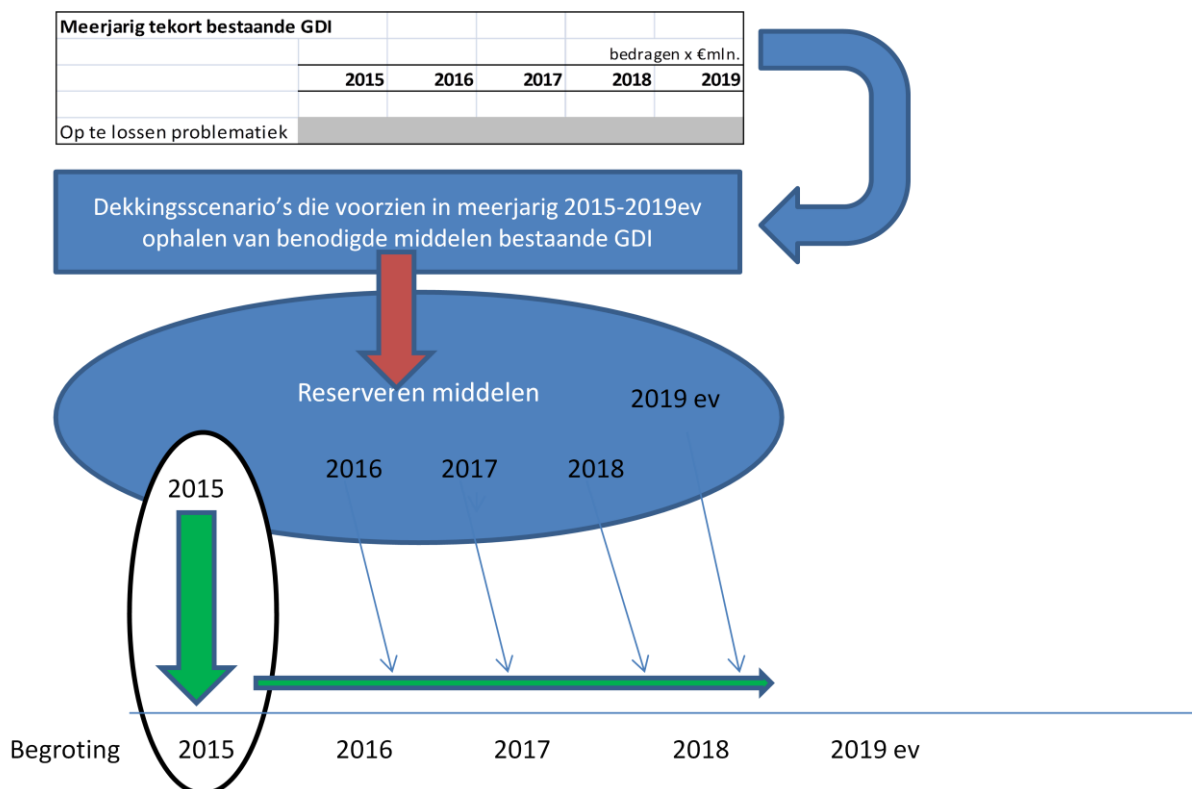 Meerjarig tekort bestaande GDI
bedragen x €mln.
2015 2016 2017 2018 2019
Op te lossen problematiek
Dekkingsscenario's die voorzien in meerjarig 2015-2019ev
ophalen van benodigde middelen bestaande GDI
Reserveren middelen
2019 ev
2015 2016 2017 2018
Begroting 2015 2016 2017 2018 2019 ev